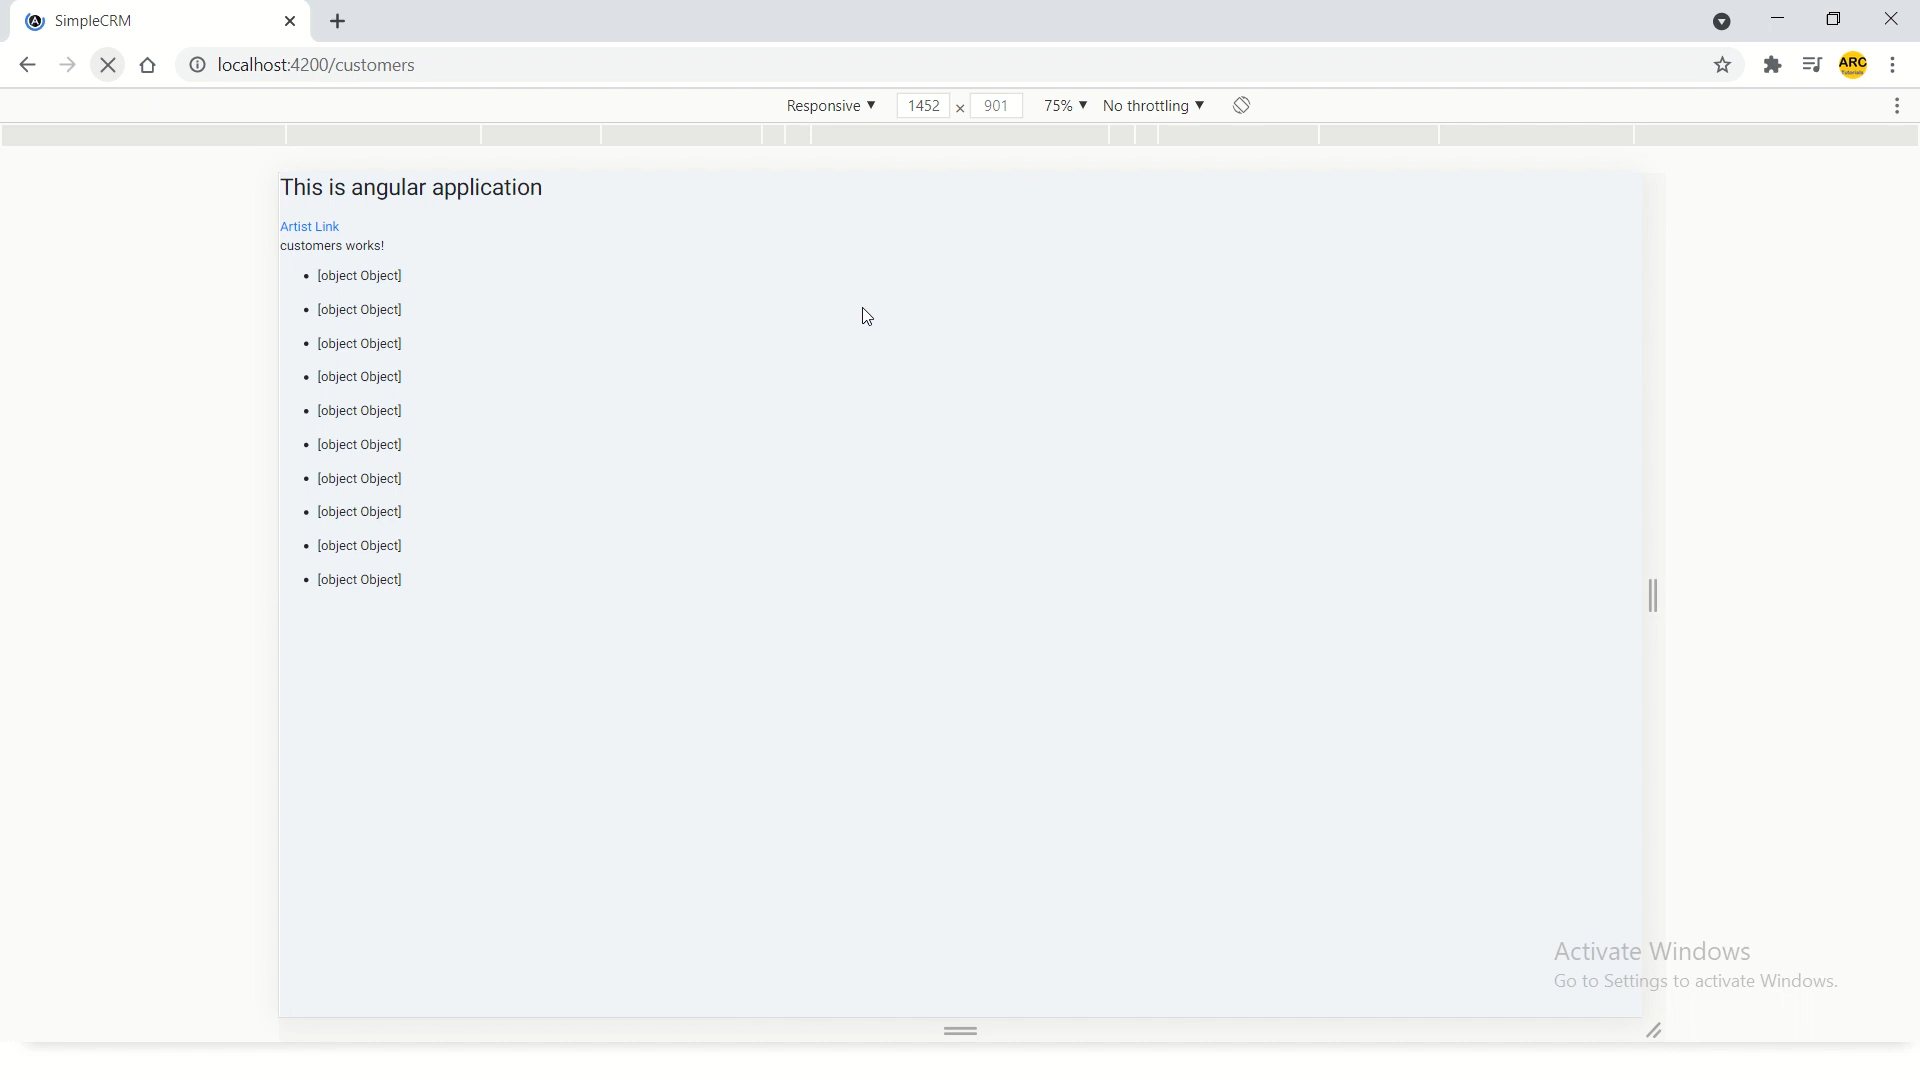 SimpleCRM
localhost:4200/customers
ARC
Tutorials
Responsive ▼ 1452 × 901 75% ▼ No throttling ▼
This is angular application
Artist Link
customers works!
• [object Object]
• [object Object]
• [object Object]
• [object Object]
• [object Object]
• [object Object]
• [object Object]
• [object Object]
• [object Object]
• [object Object]
Activate Windows
Go to Settings to activate Windows.